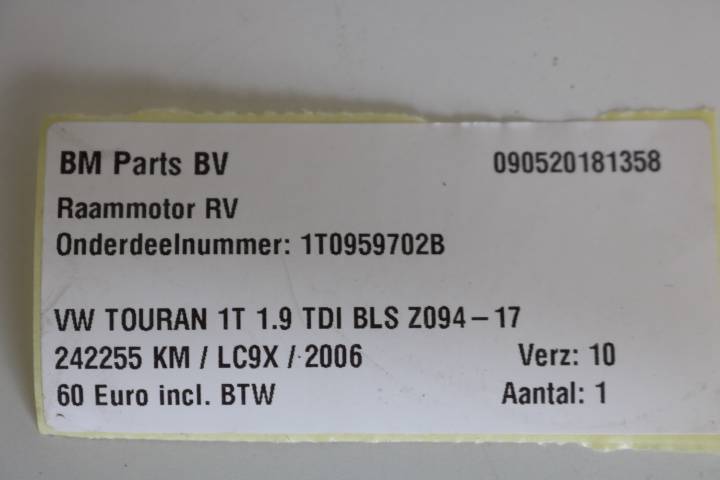 BM Parts BV 090520181358
Raammotor RV
Onderdeelnummer: 1T0959702B
VW TOURAN 1T 1.9 TDI BLS Z094-17
242255 KM / LC9X / 2006 Verz: 10
60 Euro incl. BTW Aantal: 1